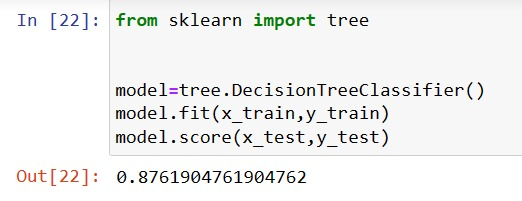 In [22]: from sklearn import tree
model=tree.DecisionTreeClassifier()
model.fit(x_train,y_train)
model.score(x_test,y_test)
Out[22]: 0.8761904761904762